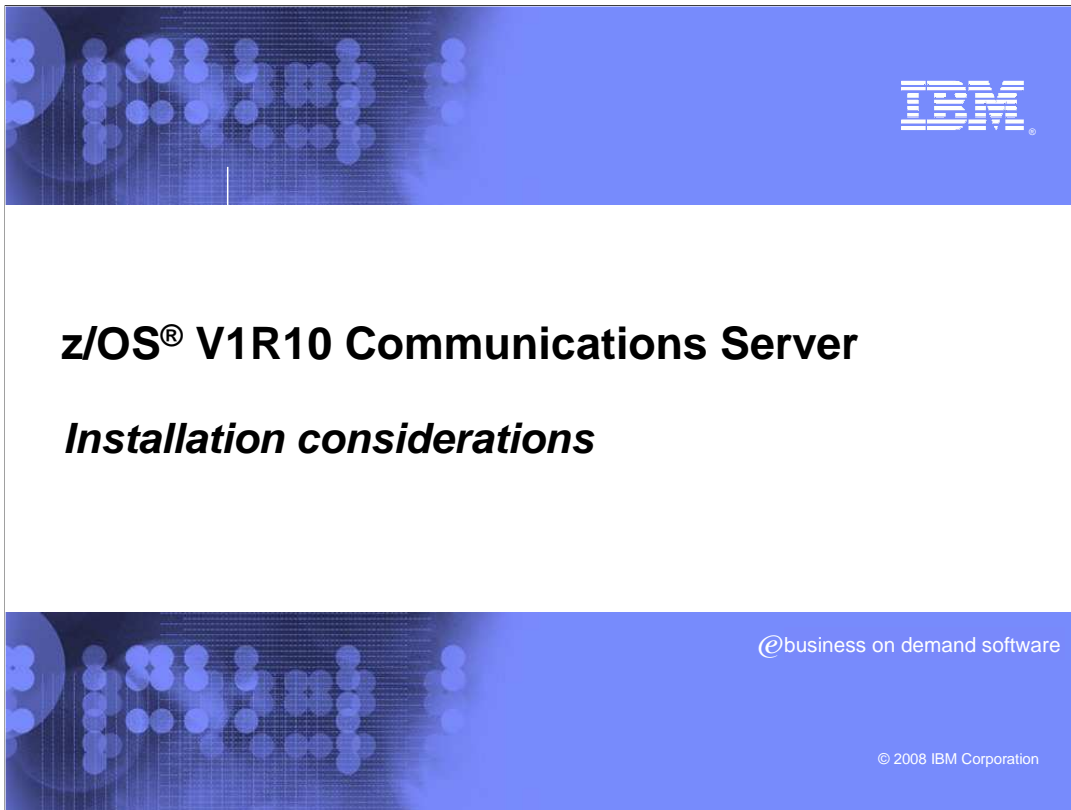 IBM®
z/OS® V1R10 Communications Server
Installation considerations
@business on demand software
© 2008 IBM Corporation